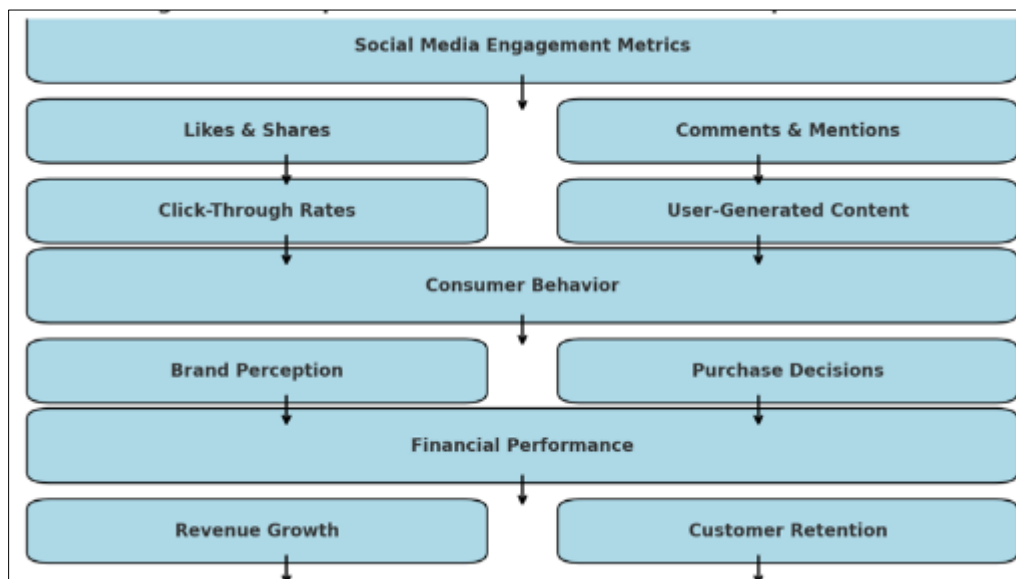 Social Media Engagement Metrics
Likes & Shares
Comments & Mentions
Click-Through Rates
User-Generated Content
Consumer Behavior
Brand Perception
Purchase Decisions
Financial Performance
Revenue Growth
Customer Retention